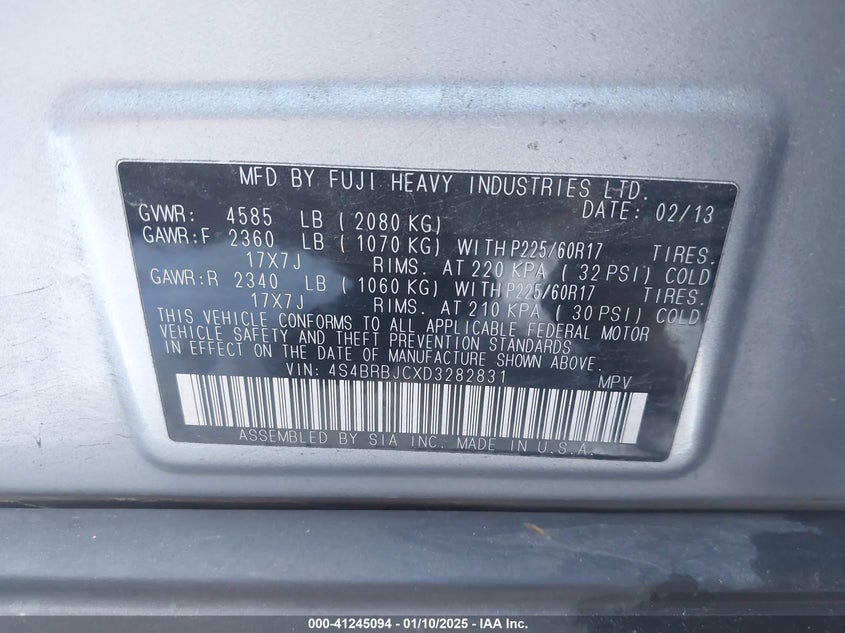 MFD BY FUJI HEAVY INDUSTRIES LTD.
DATE: 02/13
GVWR: 4585 LB ( 2080 KG)
GAWR:F 2360 LB ( 1070 KG) WITH P225/60R17 TIRES.
17X7J RIMS. AT 220 KPA ( 32 PSI) COLD
GAWR:R 2340 LB ( 1060 KG) WITH P225/60R17 TIRES.
17X7J RIMS. AT 210 KPA ( 30 PSI) COLD
THIS VEHICLE CONFORMS TO ALL APPLICABLE FEDERAL MOTOR
VEHICLE SAFETY AND THEFT PREVENTION STANDARDS
IN EFFECT ON THE DATE OF MANUFACTURE SHOWN ABOVE.
VIN: 4S4BRBJCXD3282831 MPV
ASSEMBLED BY SIA INC. MADE IN U.S.A.
000-41245094 - 01/10/2025 - IAA Inc.